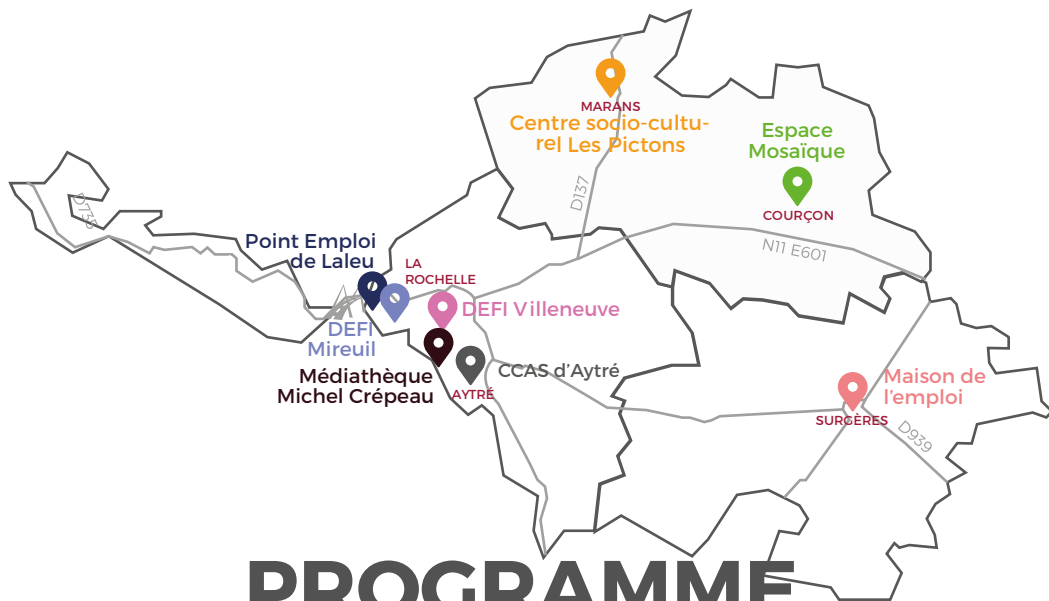 MARANS
Centre socio-cultu-
rel Les Pictons
Espace
Mosaïque
COURÇON
D137
N11 E601
D735
Point Emploi
de Laleu
LA
ROCHELLE
DEFI
Mireuil
DEFI Villeneuve
Médiathèque
Michel Crépeau
CCAS d'Aytré
AYTRÉ
Maison de
l'emploi
SURGÈRES
D939
PROGRAMME